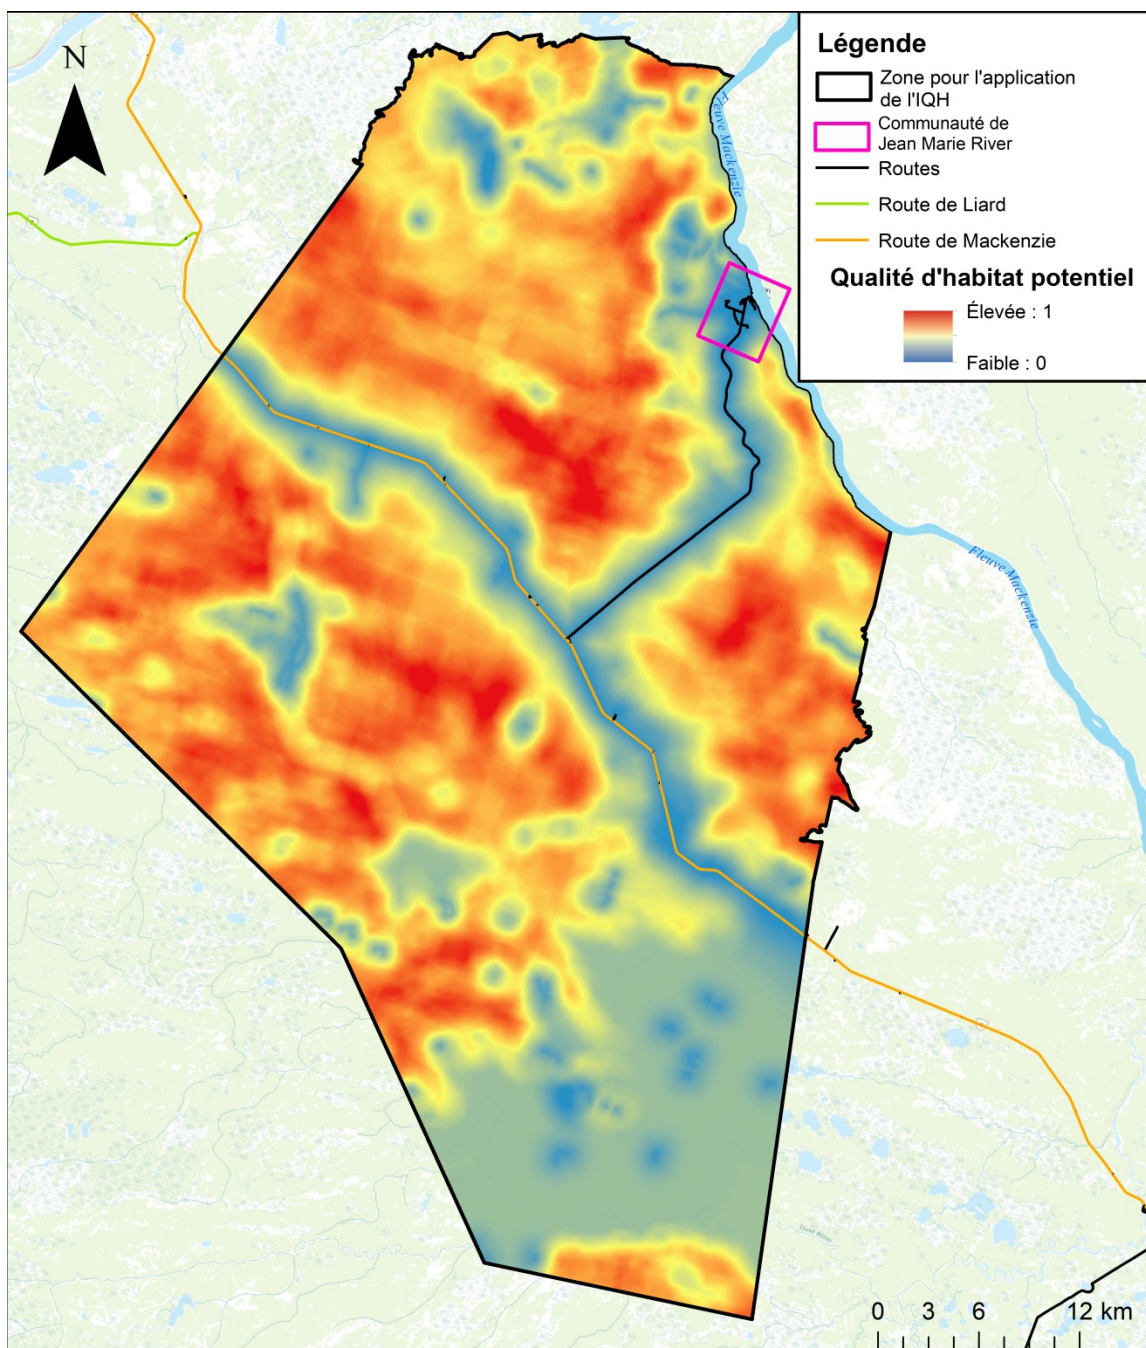 N
Légende
Zone pour l'application
de l'IQH
Communauté de
Jean Marie River
Routes
Route de Liard
Route de Mackenzie
Qualité d'habitat potentiel
Élevée : 1
Faible : 0
Fleuve Mackenzie
Fleuve Mackenzie
0 3 6 12 km